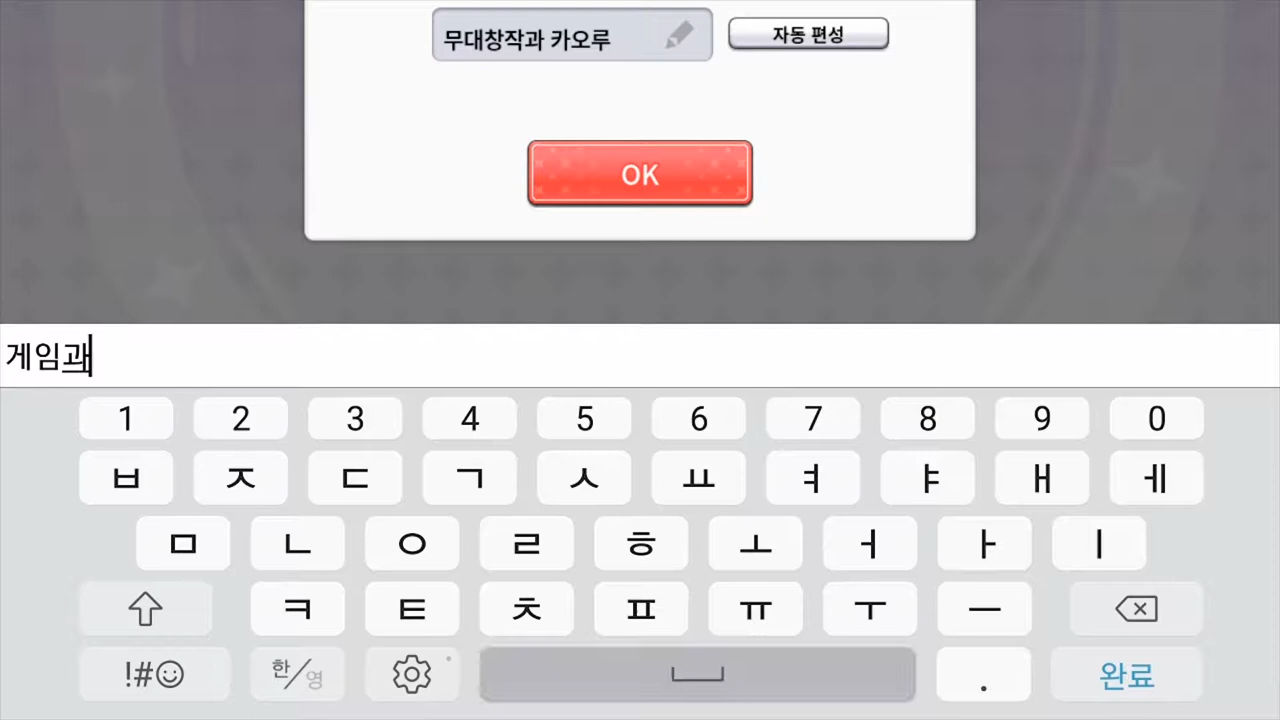 무대창작과 카오루
자동 편성
OK
게임과
1 2 3 4 5 6 7 8 9 0
ㅂ ㅈ ㄷ ㄱ ㅅ ㅛ ㅕ ㅑ ㅐ ㅔ
ㅁ ㄴ ㅇ ㄹ ㅎ ㅗ ㅓ ㅏ ㅣ
ㅋ ㅌ ㅊ ㅍ ㅠ ㅜ ㅡ
!#☺ 한/영 . 완료